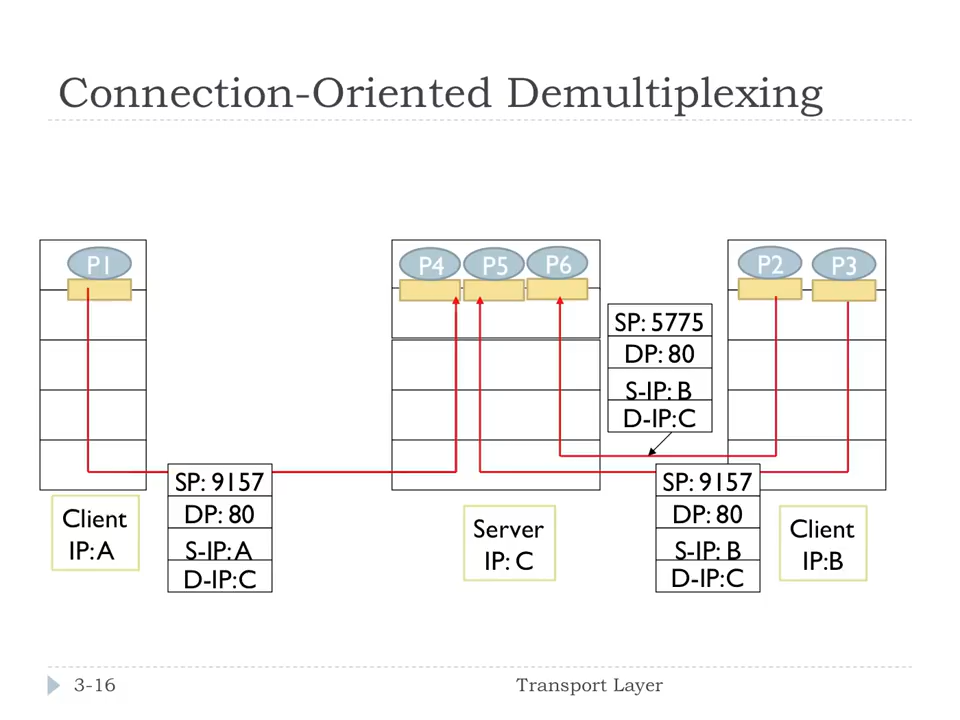 Connection-Oriented Demultiplexing
P1
P4
P5
P6
P2
P3
SP: 5775
DP: 80
S-IP: B
D-IP:C
SP: 9157
DP: 80
S-IP: A
D-IP:C
SP: 9157
DP: 80
S-IP: B
D-IP:C
Client
IP: A
Server
IP: C
Client
IP:B
3-16
Transport Layer